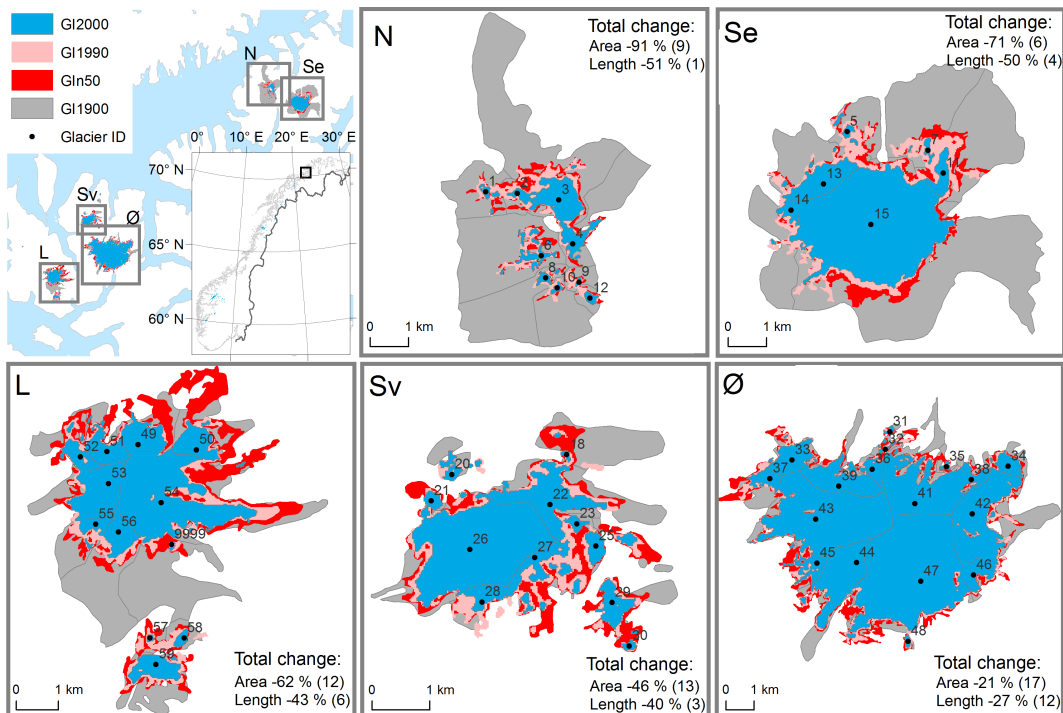 GI2000
GI1990
GIn50
GI1900
Glacier ID
N
Se
0° 10° E 20° E 30° E
70° N
65° N
60° N
Sv
Ø
L
N
Total change:
Area -91 % (9)
Length -51 % (1)
1
2
3
4
6
8
9
10
12
0 1 km
Se
Total change:
Area -71 % (6)
Length -50 % (4)
5
7
13
14
15
0 1 km
L
49
50
51
52
53
54
55
56
9999
57
58
59
0 1 km
Total change:
Area -62 % (12)
Length -43 % (6)
Sv
18
20
21
22
23
25
26
27
28
29
30
0 1 km
Total change:
Area -46 % (13)
Length -40 % (3)
Ø
31
32
33
34
35
36
37
38
39
41
42
43
44
45
46
47
48
0 1 km
Total change:
Area -21 % (17)
Length -27 % (12)